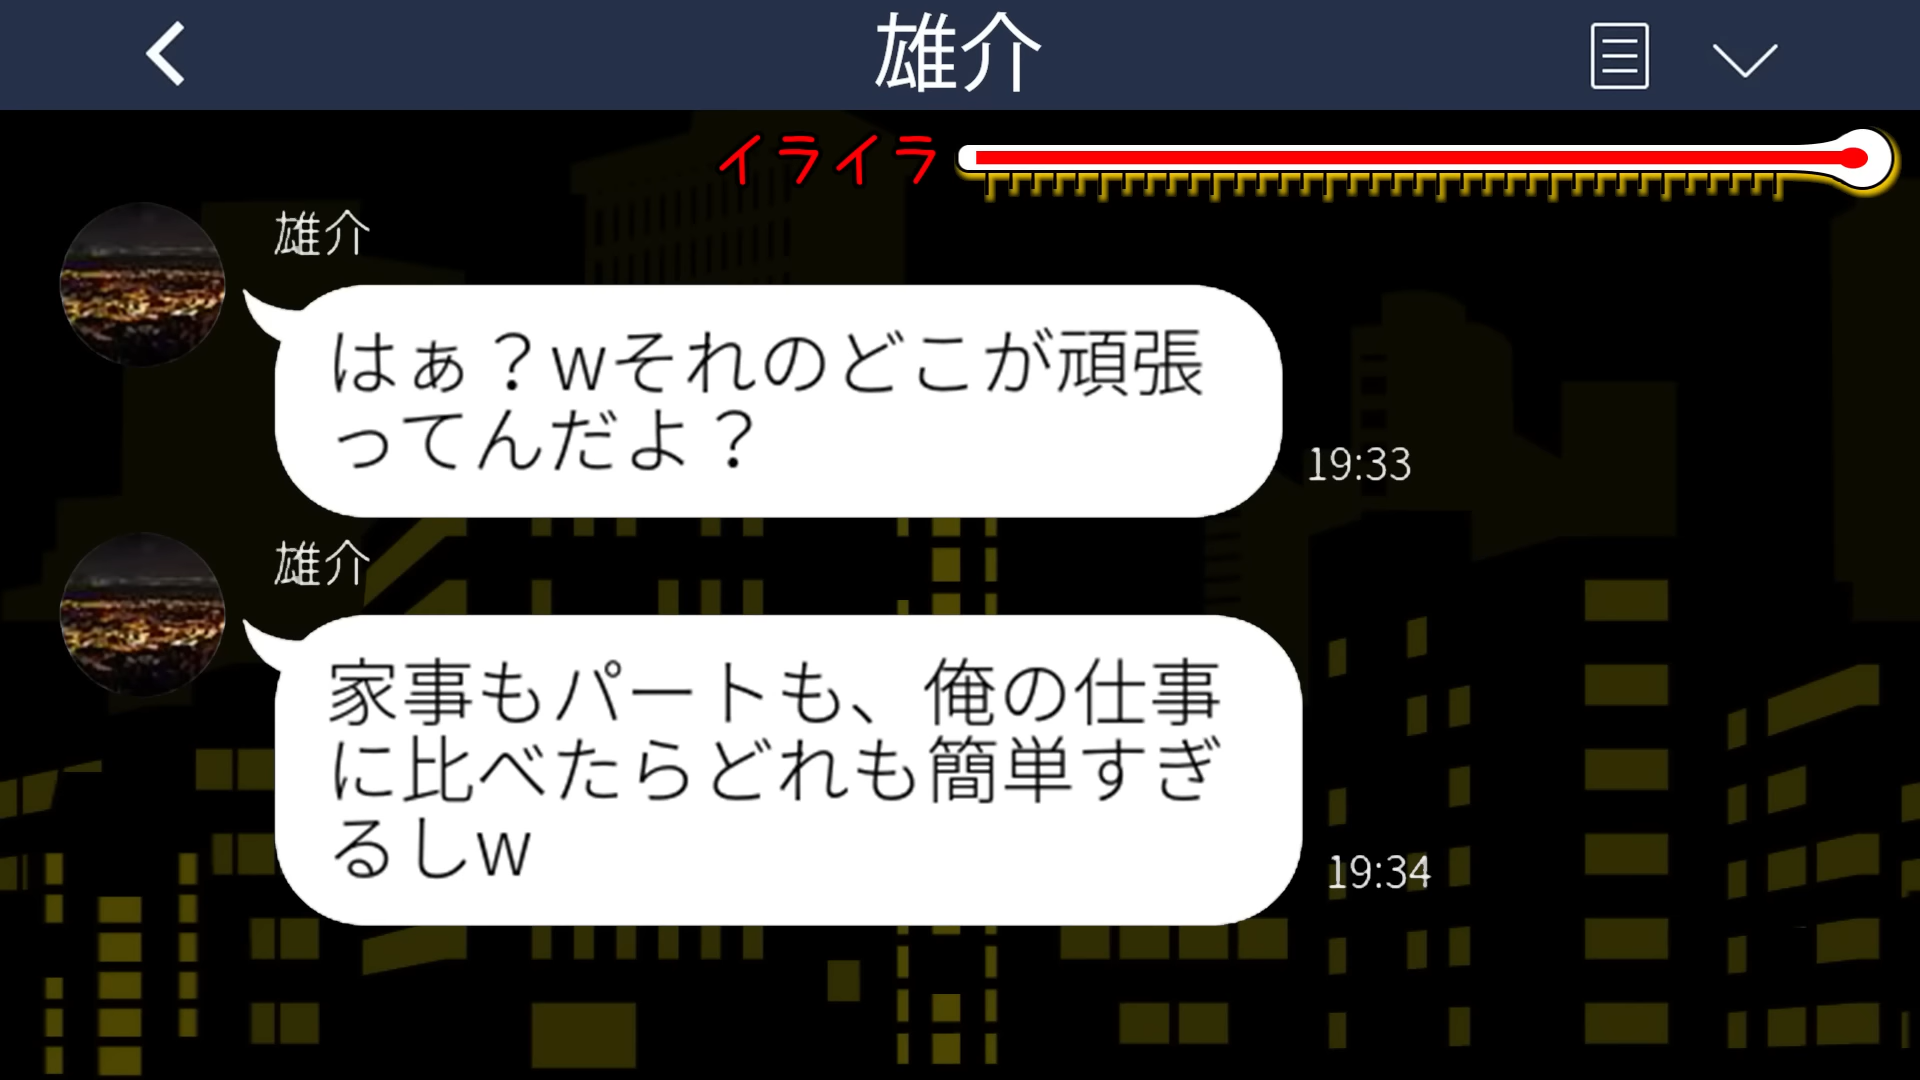 雄介
イライラ
雄介
はぁ？wそれのどこが頑張
ってんだよ？
19:33
雄介
家事もパートも、俺の仕事
に比べたらどれも簡単すぎ
るしw
19:34